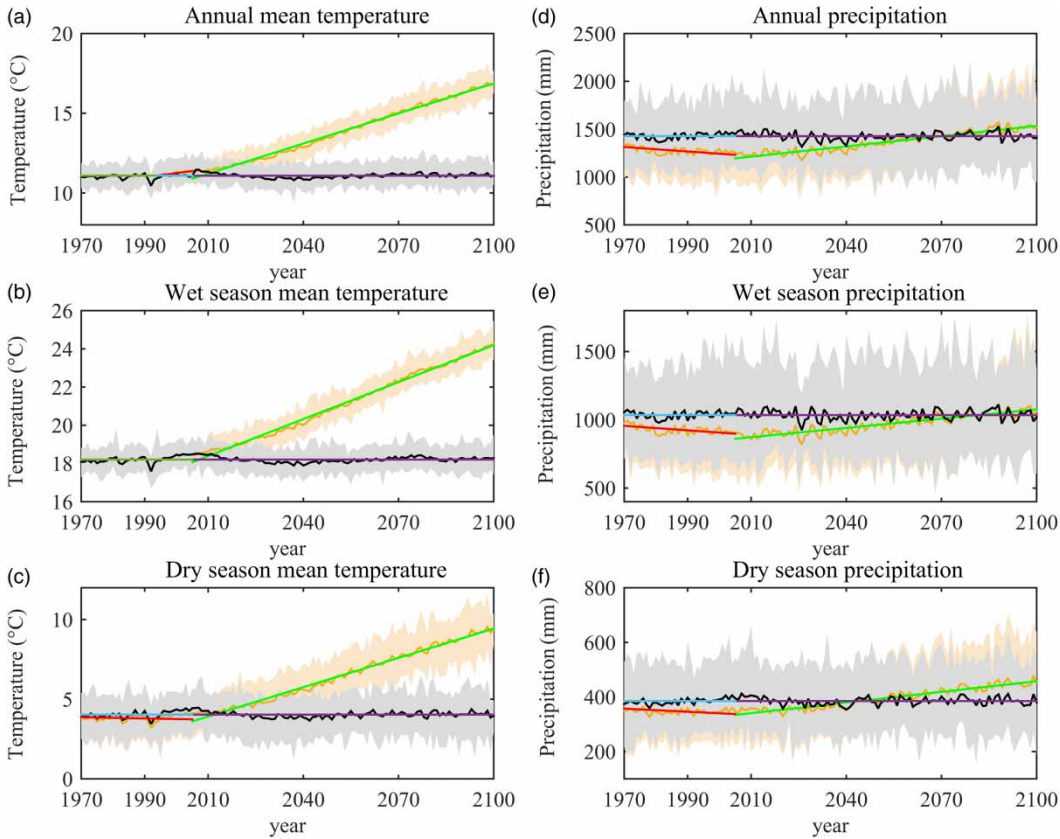 (a)
Annual mean temperature
Temperature (°C)
20
15
10
1970 1990 2010 2040 2070 2100
year
(d)
Annual precipitation
Precipitation (mm)
2500
2000
1500
1000
500
1970 1990 2010 2040 2070 2100
year
(b)
Wet season mean temperature
Temperature (°C)
26
24
22
20
18
16
1970 1990 2010 2040 2070 2100
year
(e)
Wet season precipitation
Precipitation (mm)
1500
1000
500
1970 1990 2010 2040 2070 2100
year
(c)
Dry season mean temperature
Temperature (°C)
10
5
0
1970 1990 2010 2040 2070 2100
year
(f)
Dry season precipitation
Precipitation (mm)
800
600
400
200
1970 1990 2010 2040 2070 2100
year